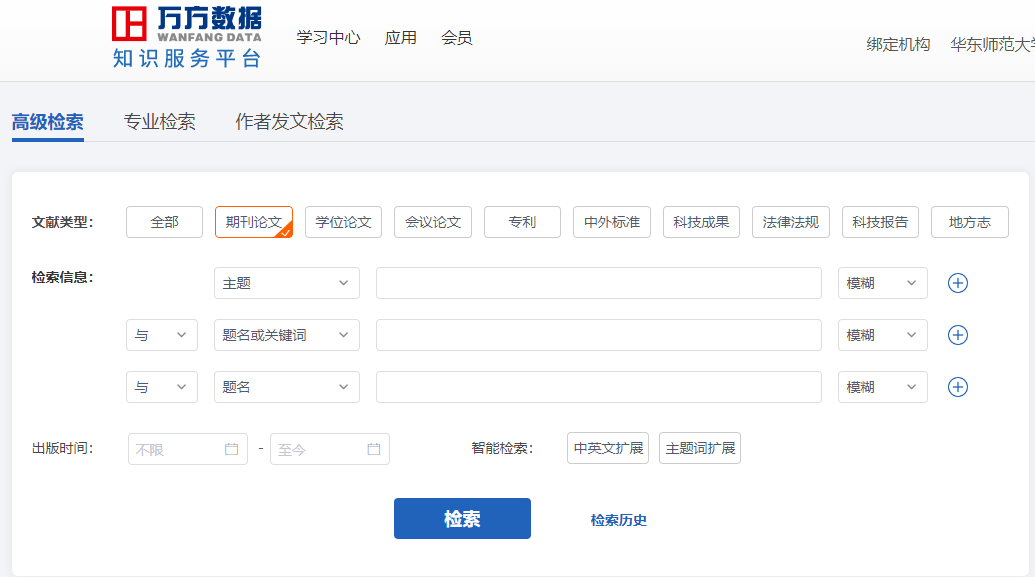 万方数据
WANFANG DATA
知识服务平台
学习中心 应用 会员
绑定机构 华东师范大学
高级检索 专业检索 作者发文检索
文献类型: 全部 期刊论文 学位论文 会议论文 专利 中外标准 科技成果 法律法规 科技报告 地方志
检索信息: 主题 模糊
与 题名或关键词 模糊
与 题名 模糊
出版时间: 不限 - 至今 智能检索: 中英文扩展 主题词扩展
检索 检索历史